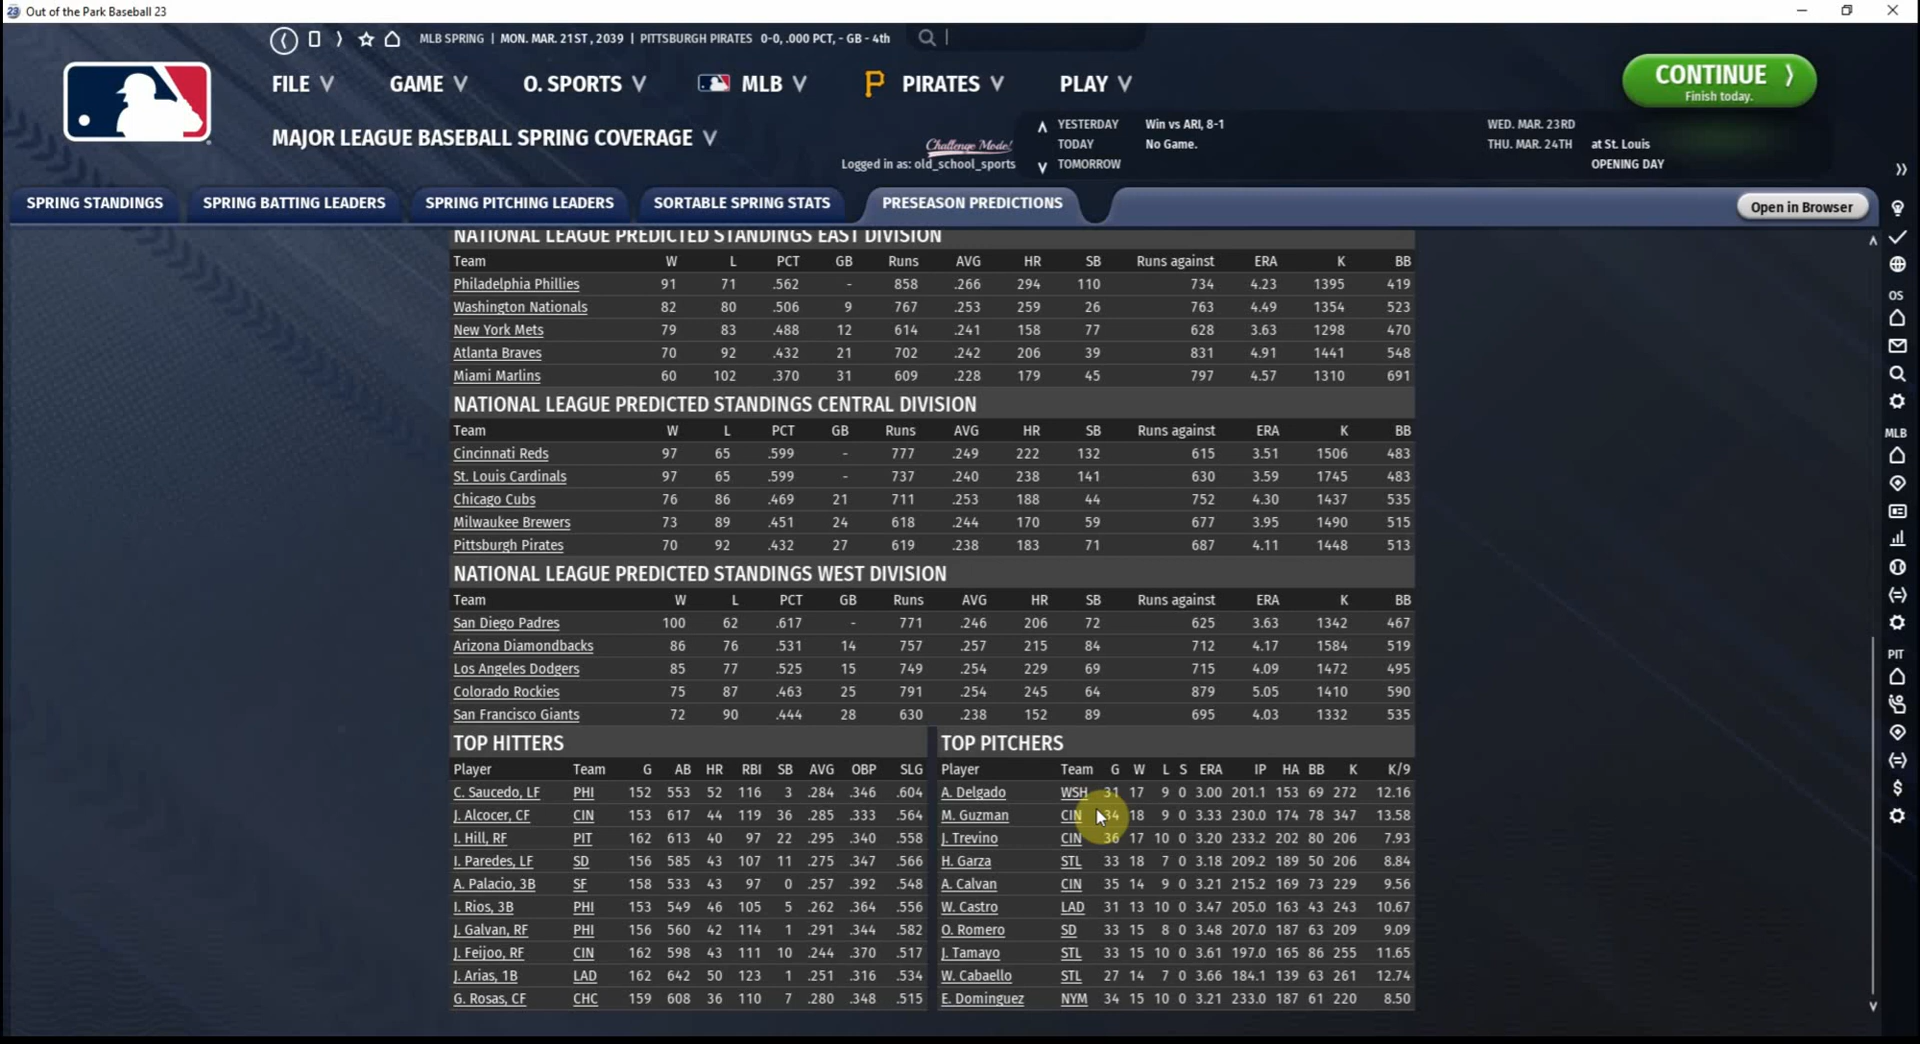 23 Out of the Park Baseball 23
MLB SPRING | MON. MAR. 21ST , 2039 | PITTSBURGH PIRATES 0-0, .000 PCT, - GB - 4th
FILE GAME O. SPORTS MLB PIRATES PLAY
CONTINUE
Finish today.
MAJOR LEAGUE BASEBALL SPRING COVERAGE
Challenge Mode!
Logged in as: old_school_sports
YESTERDAY Win vs ARI, 8-1 WED. MAR. 23RD
TODAY No Game. THU. MAR. 24TH at St. Louis
TOMORROW OPENING DAY
SPRING STANDINGS SPRING BATTING LEADERS SPRING PITCHING LEADERS SORTABLE SPRING STATS PRESEASON PREDICTIONS Open in Browser
NATIONAL LEAGUE PREDICTED STANDINGS EAST DIVISION
Team W L PCT GB Runs AVG HR SB Runs against ERA K BB
Philadelphia Phillies 91 71 .562 - 858 .266 294 110 734 4.23 1395 419
Washington Nationals 82 80 .506 9 767 .253 259 26 763 4.49 1354 523
New York Mets 79 83 .488 12 614 .241 158 77 628 3.63 1298 470
Atlanta Braves 70 92 .432 21 702 .242 206 39 831 4.91 1441 548
Miami Marlins 60 102 .370 31 609 .228 179 45 797 4.57 1310 691
NATIONAL LEAGUE PREDICTED STANDINGS CENTRAL DIVISION
Team W L PCT GB Runs AVG HR SB Runs against ERA K BB
Cincinnati Reds 97 65 .599 - 777 .249 222 132 615 3.51 1506 483
St. Louis Cardinals 97 65 .599 - 737 .240 238 141 630 3.59 1745 483
Chicago Cubs 76 86 .469 21 711 .253 188 44 752 4.30 1437 535
Milwaukee Brewers 73 89 .451 24 618 .244 170 59 677 3.95 1490 515
Pittsburgh Pirates 70 92 .432 27 619 .238 183 71 687 4.11 1448 513
NATIONAL LEAGUE PREDICTED STANDINGS WEST DIVISION
Team W L PCT GB Runs AVG HR SB Runs against ERA K BB
San Diego Padres 100 62 .617 - 771 .246 206 72 625 3.63 1342 467
Arizona Diamondbacks 86 76 .531 14 757 .257 215 84 712 4.17 1584 519
Los Angeles Dodgers 85 77 .525 15 749 .254 229 69 715 4.09 1472 495
Colorado Rockies 75 87 .463 25 791 .254 245 64 879 5.05 1410 590
San Francisco Giants 72 90 .444 28 630 .238 152 89 695 4.03 1332 535
TOP HITTERS
Player Team G AB HR RBI SB AVG OBP SLG
C. Saucedo, LF PHI 152 553 52 116 3 .284 .346 .604
J. Alcocer, CF CIN 153 617 44 119 36 .285 .333 .564
I. Hill, RF PIT 162 613 40 97 22 .295 .340 .558
I. Paredes, LF SD 156 585 43 107 11 .275 .347 .566
A. Palacio, 3B SF 158 533 43 97 0 .257 .392 .548
I. Rios, 3B PHI 153 549 46 105 5 .262 .364 .556
J. Galvan, RF PHI 156 560 42 114 1 .291 .344 .582
J. Feijoo, RF CIN 162 598 43 111 10 .244 .370 .517
J. Arias, 1B LAD 162 642 50 123 1 .251 .316 .534
G. Rosas, CF CHC 159 608 36 110 7 .280 .348 .515
TOP PITCHERS
Player Team G W L S ERA IP HA BB K K/9
A. Delgado WSH 31 17 9 0 3.00 201.1 153 69 272 12.16
M. Guzman CIN 34 18 9 0 3.33 230.0 174 78 347 13.58
J. Trevino CIN 36 17 10 0 3.20 233.2 202 80 206 7.93
H. Garza STL 33 18 7 0 3.18 209.2 189 50 206 8.84
A. Calvan CIN 35 14 9 0 3.21 215.2 169 73 229 9.56
W. Castro LAD 31 13 10 0 3.47 205.0 163 43 243 10.67
O. Romero SD 33 15 8 0 3.48 207.0 187 63 209 9.09
J. Tamayo STL 33 15 10 0 3.61 197.0 165 86 255 11.65
W. Cabaello STL 27 14 7 0 3.66 184.1 139 63 261 12.74
E. Dominguez NYM 34 15 10 0 3.21 233.0 187 61 220 8.50
OS
MLB
PIT